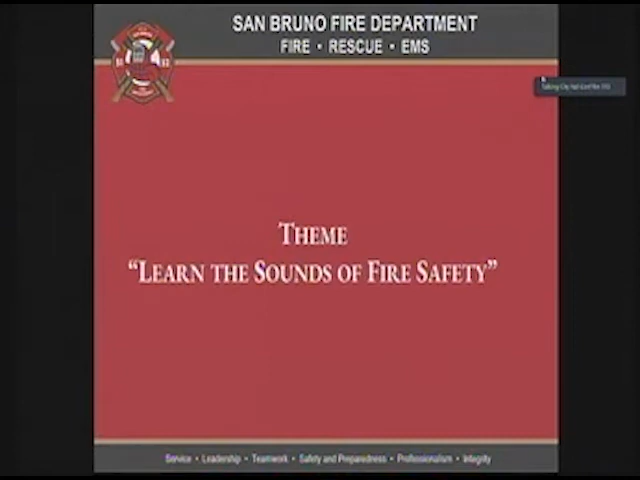 SAN BRUNO FIRE DEPARTMENT
FIRE • RESCUE • EMS
THEME
“LEARN THE SOUNDS OF FIRE SAFETY”
Service • Leadership • Teamwork • Safety and Preparedness • Professionalism • Integrity